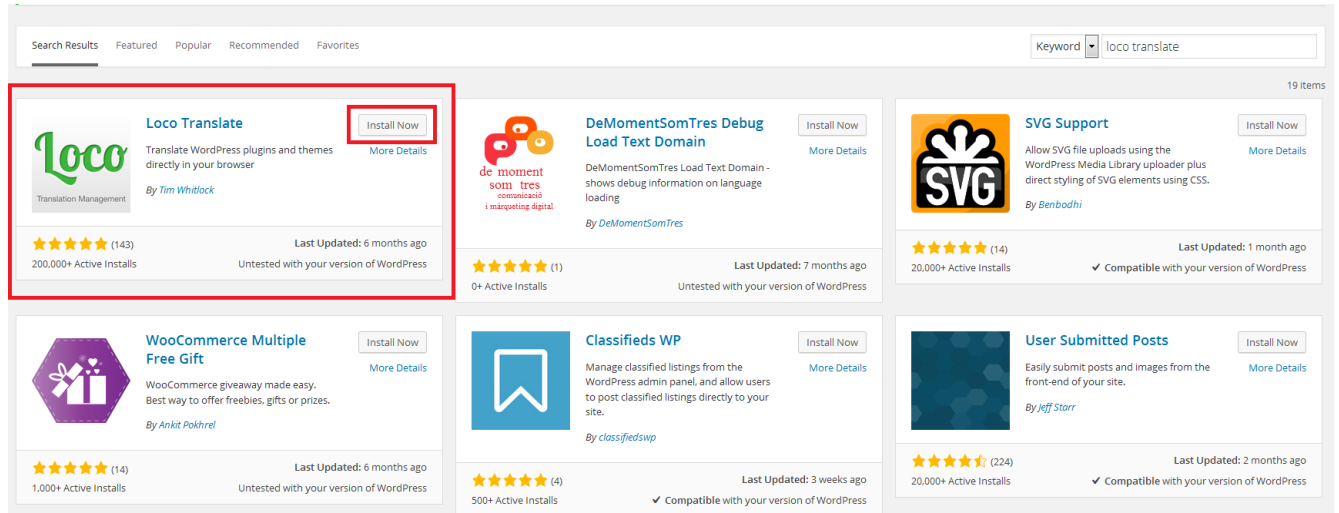 Search Results Featured Popular Recommended Favorites Keyword loco translate
19 items
Loco
Translation Management
Loco Translate
Install Now
More Details
Translate WordPress plugins and themes
directly in your browser
By Tim Whitlock
(143)
200,000+ Active Installs
Last Updated: 6 months ago
Untested with your version of WordPress
de moment
som tres
comunicació
i màrqueting digital
DeMomentSomTres Debug
Load Text Domain
Install Now
More Details
DeMomentSomTres Load Text Domain -
shows debug information on language
loading
By DeMomentSomTres
(1)
0+ Active Installs
Last Updated: 7 months ago
Untested with your version of WordPress
SVG
SVG Support
Install Now
More Details
Allow SVG file uploads using the
WordPress Media Library uploader plus
direct styling of SVG elements using CSS.
By Benbodhi
(14)
20,000+ Active Installs
Last Updated: 1 month ago
✔ Compatible with your version of WordPress
WooCommerce Multiple
Free Gift
Install Now
More Details
WooCommerce giveaway made easy.
Best way to offer freebies, gifts or prizes.
By Ankit Pokhrel
(14)
1,000+ Active Installs
Last Updated: 6 months ago
Untested with your version of WordPress
Classifieds WP
Install Now
More Details
Manage classified listings from the
WordPress admin panel, and allow users
to post classified listings directly to your
site.
By classifiedswp
(4)
500+ Active Installs
Last Updated: 3 weeks ago
✔ Compatible with your version of WordPress
User Submitted Posts
Install Now
More Details
Easily submit posts and images from the
front-end of your site.
By Jeff Starr
(224)
20,000+ Active Installs
Last Updated: 2 months ago
✔ Compatible with your version of WordPress